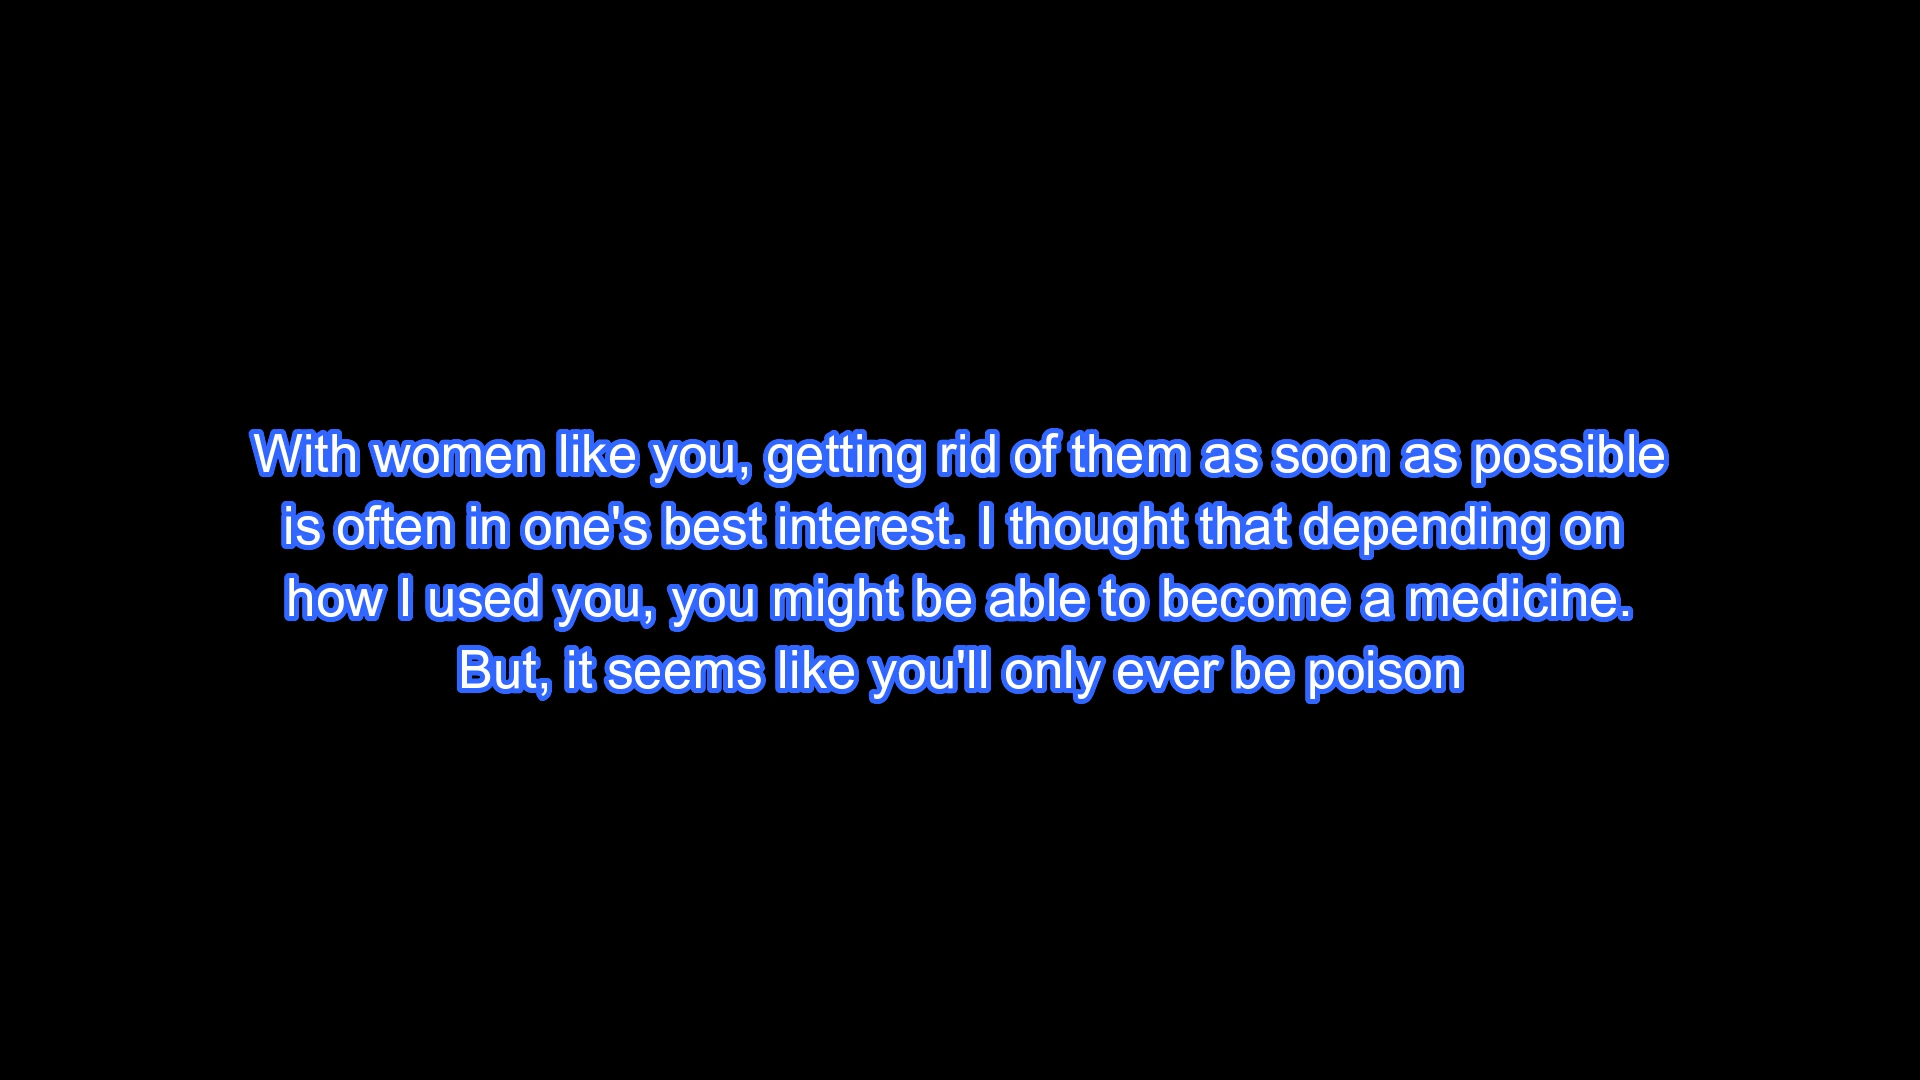 With women like you, getting rid of them as soon as possible
is often in one's best interest. I thought that depending on
how I used you, you might be able to become a medicine.
But, it seems like you'll only ever be poison